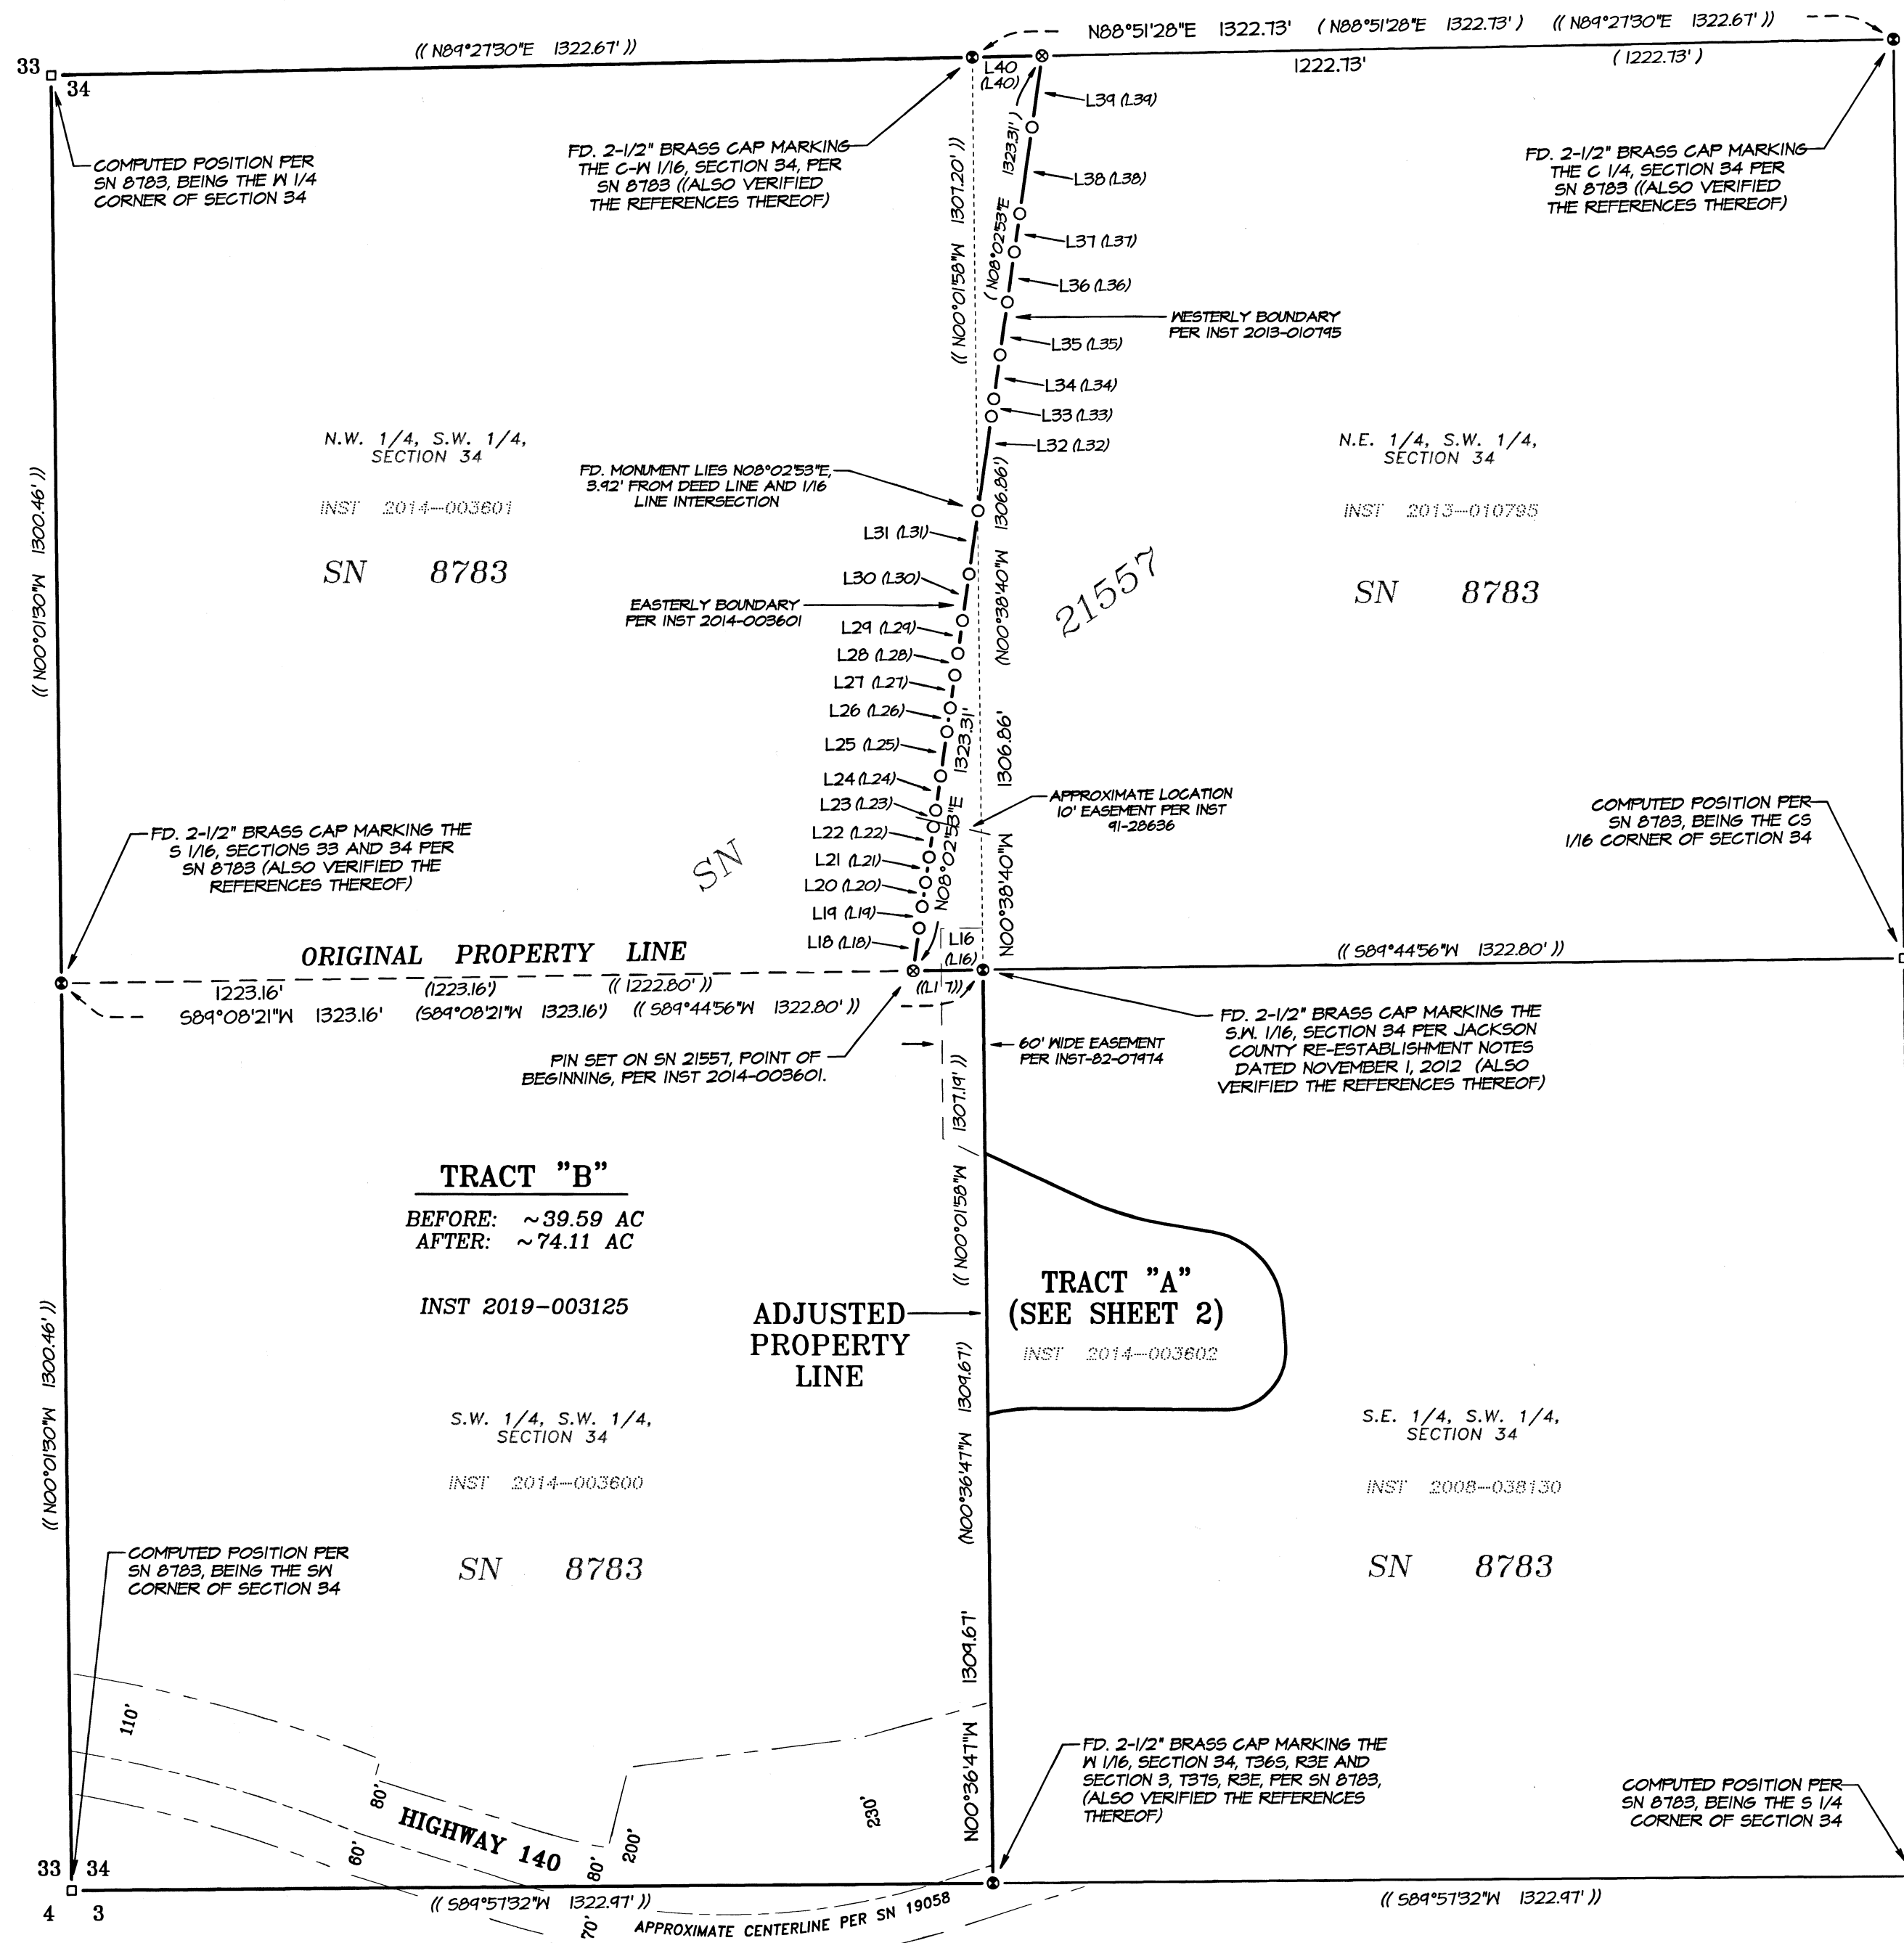 N88°51'28"E 1322.73' (N88°51'28"E 1322.73') ((N89°27'30"E 1322.67'))
((N89°27'30"E 1322.67'))
1222.73' (1222.73')
33
34
L40
(L40)
L39 (L39)
COMPUTED POSITION PER
SN 8783, BEING THE W 1/4
CORNER OF SECTION 34
FD. 2-1/2" BRASS CAP MARKING
THE C-W 1/16, SECTION 34, PER
SN 8783 ((ALSO VERIFIED
THE REFERENCES THEREOF)
FD. 2-1/2" BRASS CAP MARKING
THE C 1/4, SECTION 34 PER
SN 8783 ((ALSO VERIFIED
THE REFERENCES THEREOF)
((N00°01'58"W 1307.20'))
(N08°02'53"E 1323.31')
L38 (L38)
L37 (L37)
L36 (L36)
WESTERLY BOUNDARY
PER INST 2013-010795
L35 (L35)
L34 (L34)
L33 (L33)
L32 (L32)
N.W. 1/4, S.W. 1/4,
SECTION 34
INST 2014-003601
SN 8783
((N00°01'30"W 1300.46'))
FD. MONUMENT LIES N08°02'53"E,
3.92' FROM DEED LINE AND 1/16
LINE INTERSECTION
N.E. 1/4, S.W. 1/4,
SECTION 34
INST 2013-010795
SN 8783
(N00°38'40"W 1306.86')
21557
L31 (L31)
L30 (L30)
EASTERLY BOUNDARY
PER INST 2014-003601
L29 (L29)
L28 (L28)
L27 (L27)
L26 (L26)
L25 (L25)
L24 (L24)
L23 (L23)
L22 (L22)
L21 (L21)
L20 (L20)
L19 (L19)
L18 (L18)
N08°02'53"E 1323.31'
N00°38'40"W 1306.86'
APPROXIMATE LOCATION
10' EASEMENT PER INST
91-28636
COMPUTED POSITION PER
SN 8783, BEING THE CS
1/16 CORNER OF SECTION 34
FD. 2-1/2" BRASS CAP MARKING THE
S 1/16, SECTIONS 33 AND 34 PER
SN 8783 (ALSO VERIFIED THE
REFERENCES THEREOF)
SN
L16
(L16)
((L17))
ORIGINAL PROPERTY LINE
1223.16' (1223.16') ((1222.80'))
S89°08'21"W 1323.16' (S89°08'21"W 1323.16') ((S89°44'56"W 1322.80'))
((S89°44'56"W 1322.80'))
PIN SET ON SN 21557, POINT OF
BEGINNING, PER INST 2014-003601.
60' WIDE EASEMENT
PER INST-82-07974
FD. 2-1/2" BRASS CAP MARKING THE
S.W. 1/16, SECTION 34 PER JACKSON
COUNTY RE-ESTABLISHMENT NOTES
DATED NOVEMBER 1, 2012 (ALSO
VERIFIED THE REFERENCES THEREOF)
((N00°01'58"W 1307.19'))
TRACT "B"
BEFORE: ~39.59 AC
AFTER: ~74.11 AC
INST 2019-003125
ADJUSTED
PROPERTY
LINE
TRACT "A"
(SEE SHEET 2)
INST 2014-003602
((N00°01'30"W 1300.46'))
(N00°36'47"W 1309.67')
S.W. 1/4, S.W. 1/4,
SECTION 34
INST 2014-003600
SN 8783
S.E. 1/4, S.W. 1/4,
SECTION 34
INST 2008-038130
SN 8783
COMPUTED POSITION PER
SN 8783, BEING THE SW
CORNER OF SECTION 34
N00°36'47"W 1309.67'
110'
80'
60'
HIGHWAY 140
80'
200'
230'
70'
FD. 2-1/2" BRASS CAP MARKING THE
W 1/16, SECTION 34, T36S, R3E AND
SECTION 3, T37S, R3E, PER SN 8783,
(ALSO VERIFIED THE REFERENCES
THEREOF)
COMPUTED POSITION PER
SN 8783, BEING THE S 1/4
CORNER OF SECTION 34
33 34
4 3
((S89°57'32"W 1322.97'))
APPROXIMATE CENTERLINE PER SN 19058
((S89°57'32"W 1322.97'))